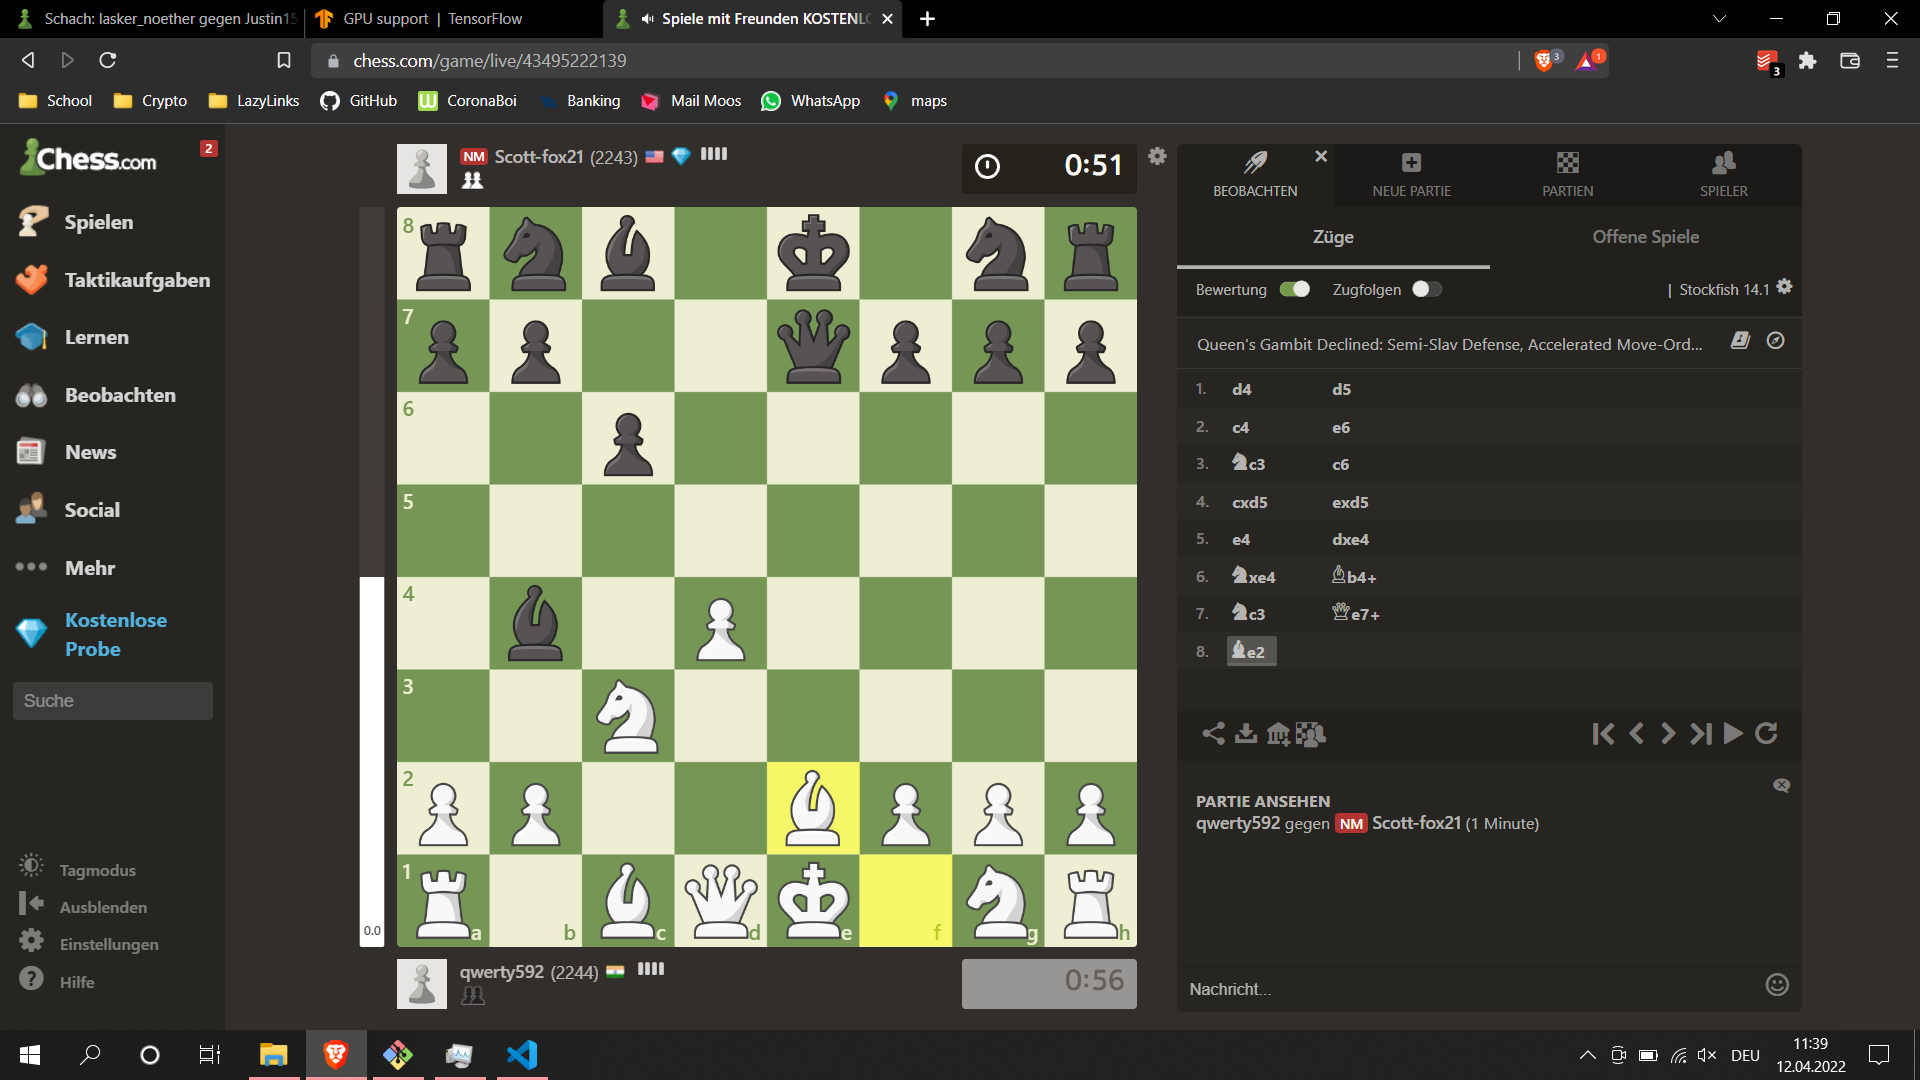 Schach: lasker_noether gegen Justin15
GPU support | TensorFlow
Spiele mit Freunden KOSTENLO
chess.com/game/live/43495222139
3
1
3
School
Crypto
LazyLinks
GitHub
CoronaBoi
Banking
Mail Moos
WhatsApp
maps
Chess.com
2
Spielen
Taktikaufgaben
Lernen
Beobachten
News
Social
Mehr
Kostenlose
Probe
Suche
Tagmodus
Ausblenden
Einstellungen
Hilfe
NM Scott-fox21 (2243)
0:51
8
7
6
5
4
3
2
1
a b c d e f g h
0.0
qwerty592 (2244)
0:56
BEOBACHTEN
NEUE PARTIE
PARTIEN
SPIELER
Züge
Offene Spiele
Bewertung
Zugfolgen
| Stockfish 14.1
Queen's Gambit Declined: Semi-Slav Defense, Accelerated Move-Ord...
1. d4 d5
2. c4 e6
3. c3 c6
4. cxd5 exd5
5. e4 dxe4
6. xe4 b4+
7. c3 e7+
8. e2
PARTIE ANSEHEN
qwerty592 gegen NM Scott-fox21 (1 Minute)
Nachricht...
DEU
11:39
12.04.2022